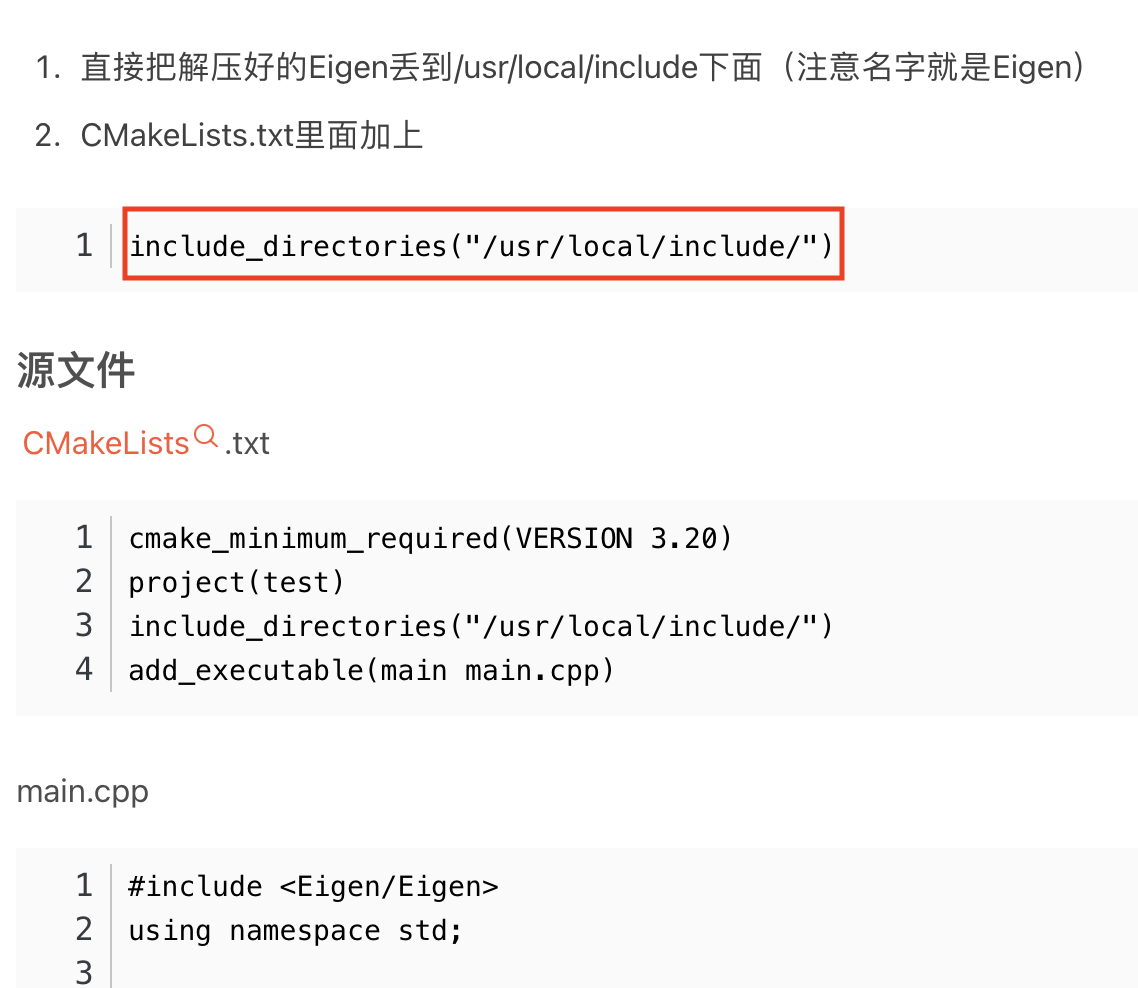 1. 直接把解压好的Eigen丢到/usr/local/include下面（注意名字就是Eigen）
2. CMakeLists.txt里面加上
1 include_directories("/usr/local/include/")
源文件
CMakeLists.txt
1 cmake_minimum_required(VERSION 3.20)
2 project(test)
3 include_directories("/usr/local/include/")
4 add_executable(main main.cpp)
main.cpp
1 #include <Eigen/Eigen>
2 using namespace std;
3